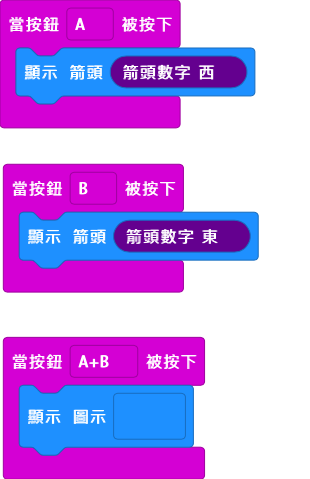 當按鈕 A 被按下
顯示 箭頭 箭頭數字 西
當按鈕 B 被按下
顯示 箭頭 箭頭數字 東
當按鈕 A+B 被按下
顯示 圖示